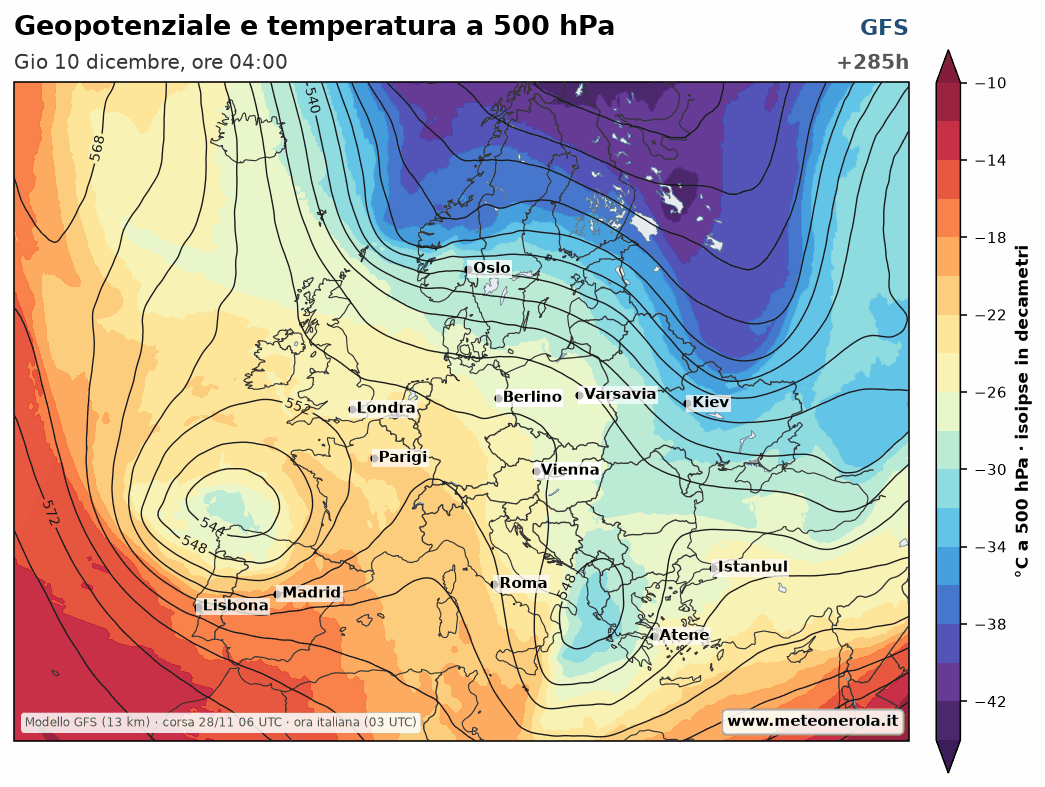 Geopotenziale e temperatura a 500 hPa
GFS
Gio 10 dicembre, ore 04:00
+285h
540
568
Oslo
552
Londra
Berlino
Varsavia
Kiev
Parigi
Vienna
572
544
548
548
Istanbul
Roma
Madrid
Lisbona
Atene
Modello GFS (13 km) · corsa 28/11 06 UTC · ora italiana (03 UTC)
www.meteonerola.it
−10
−14
−18
−22
−26
−30
−34
−38
−42
°C a 500 hPa · isoipse in decametri